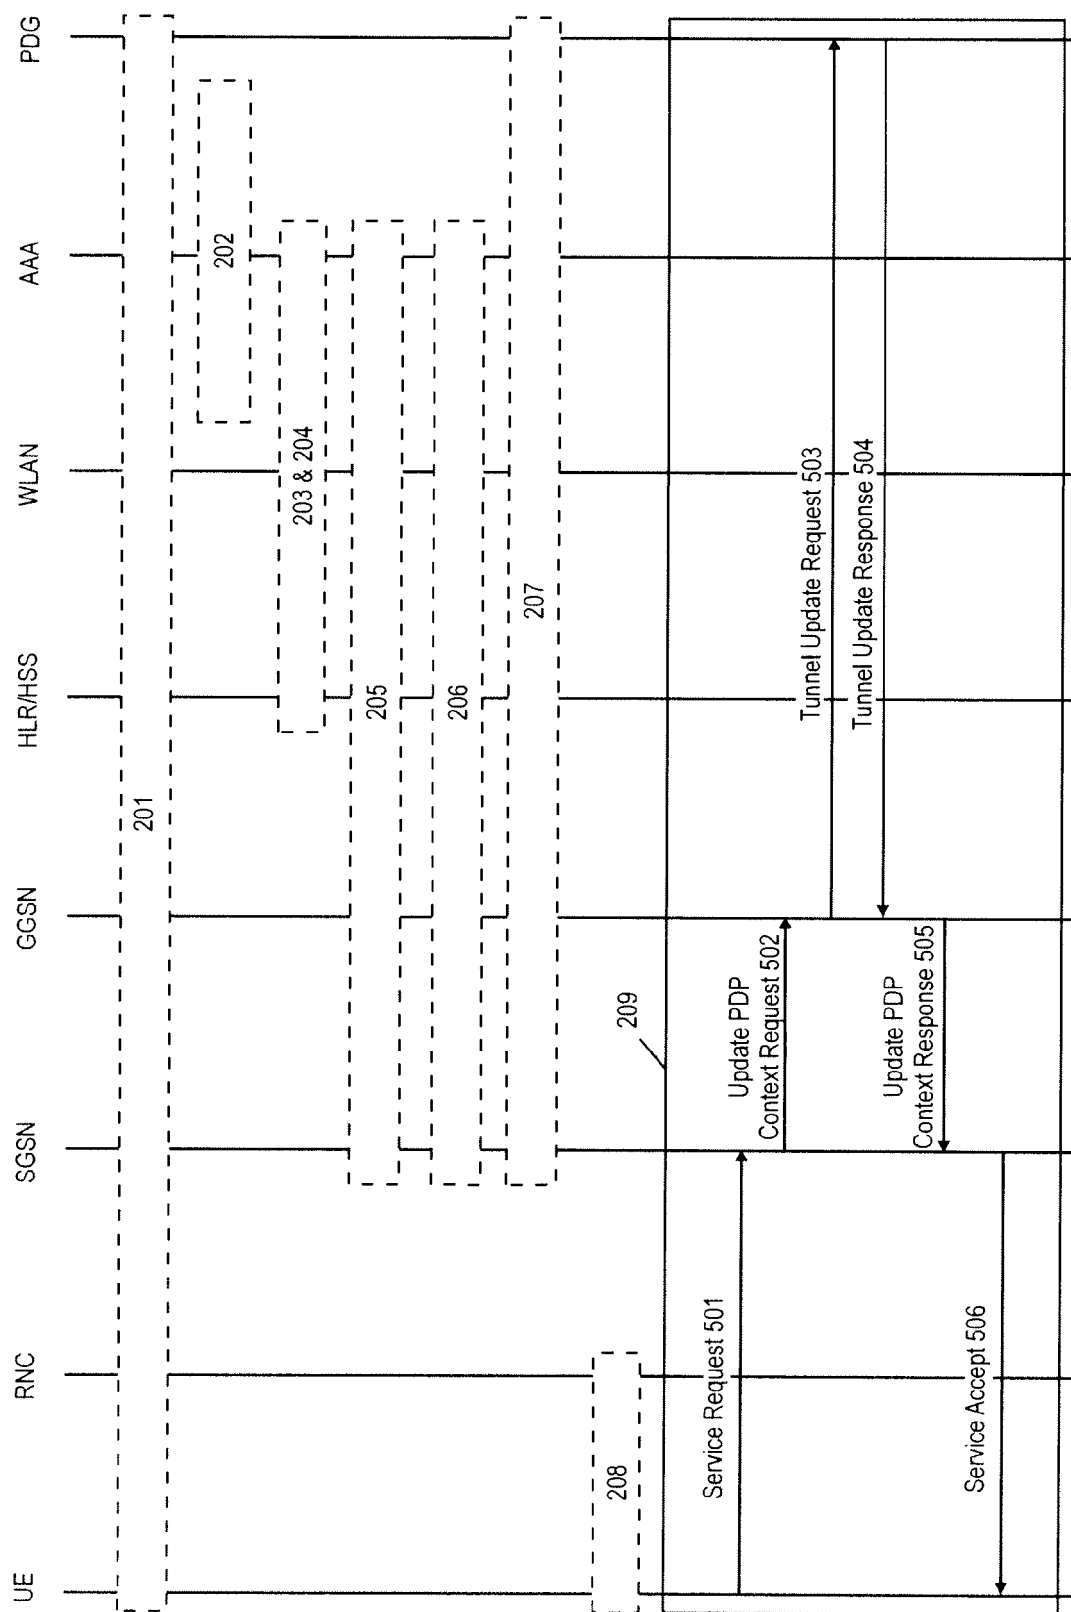 UE
RNC
SGSN
GGSN
HLR/HSS
WLAN
AAA
PDG
201
202
203 & 204
205
206
207
208
209
Service Request 501
Update PDP
Context Request 502
Tunnel Update Request 503
Tunnel Update Response 504
Update PDP
Context Response 505
Service Accept 506